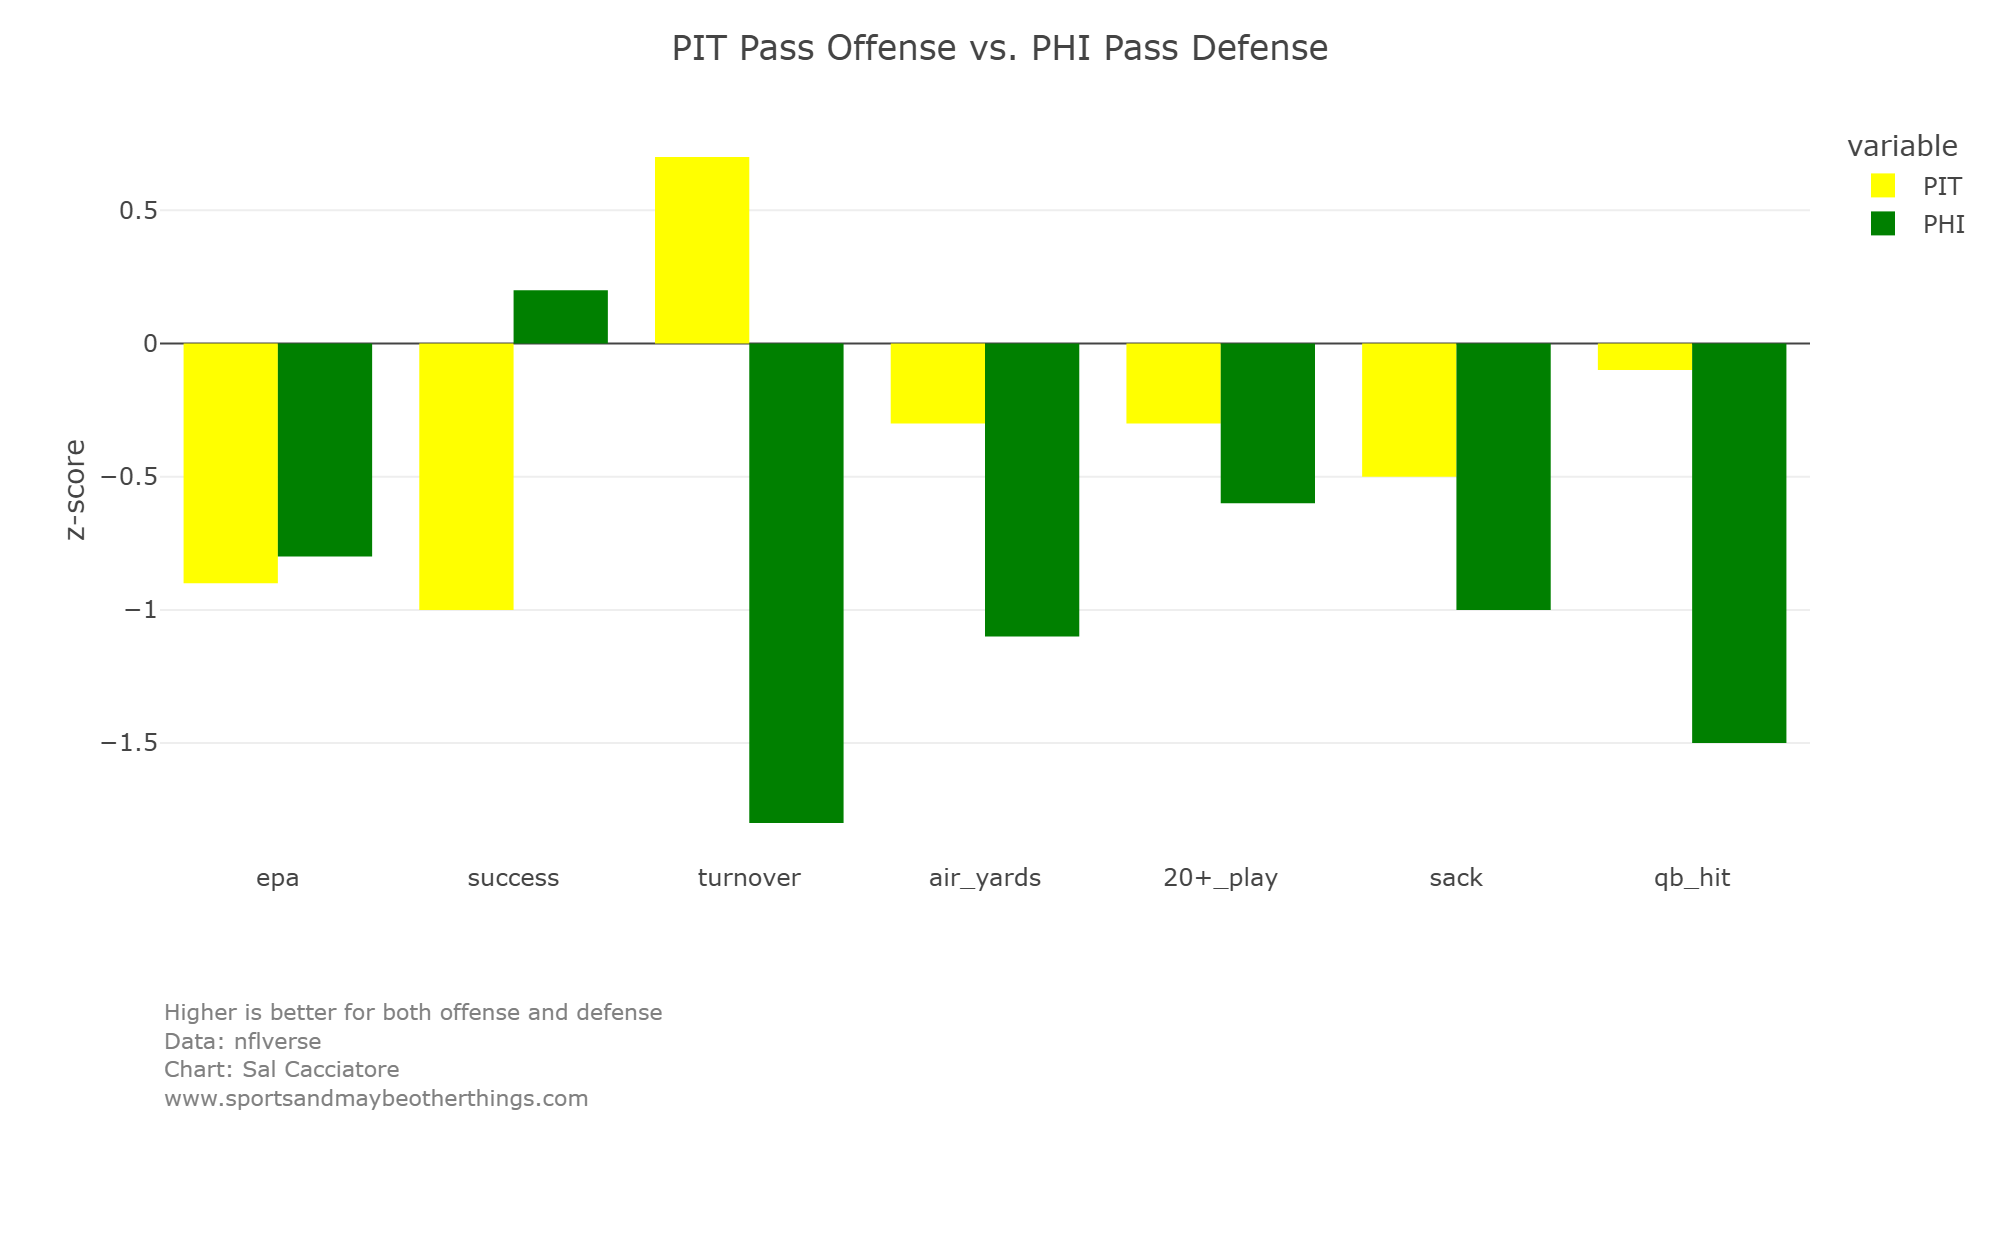 PIT Pass Offense vs. PHI Pass Defense
variable
PIT
PHI
0.5
0
−0.5
−1
−1.5
z-score
epa
success
turnover
air_yards
20+_play
sack
qb_hit
Higher is better for both offense and defense
Data: nflverse
Chart: Sal Cacciatore
www.sportsandmaybeotherthings.com